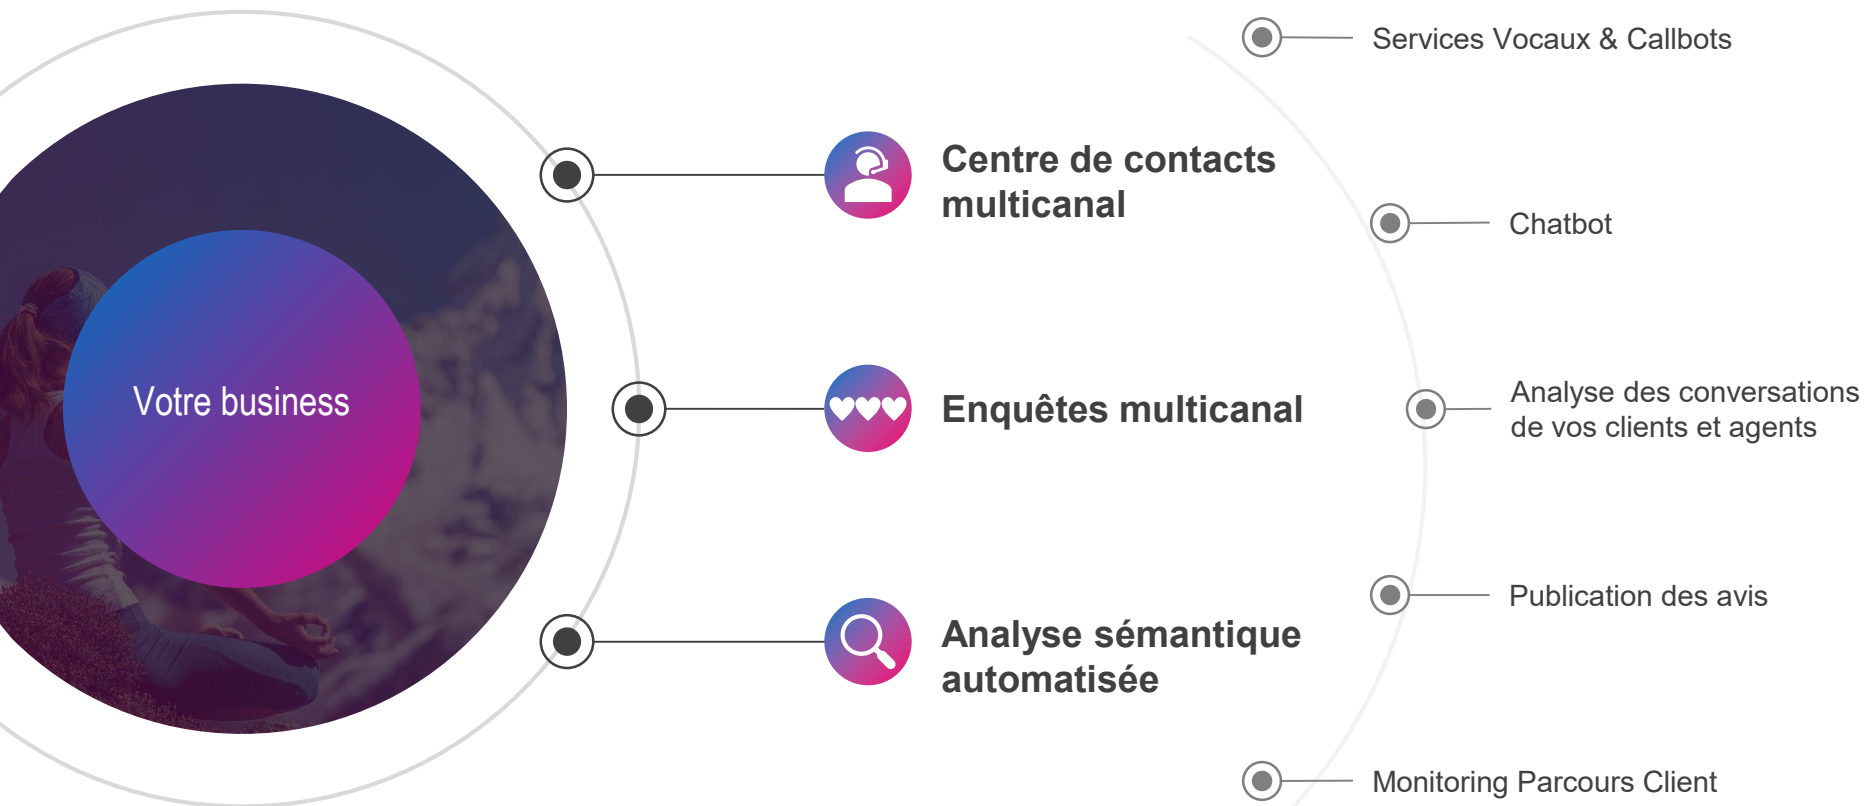 Votre business
Centre de contacts
multicanal
Enquêtes multicanal
Analyse sémantique
automatisée
Services Vocaux & Callbots
Chatbot
Analyse des conversations
de vos clients et agents
Publication des avis
Monitoring Parcours Client